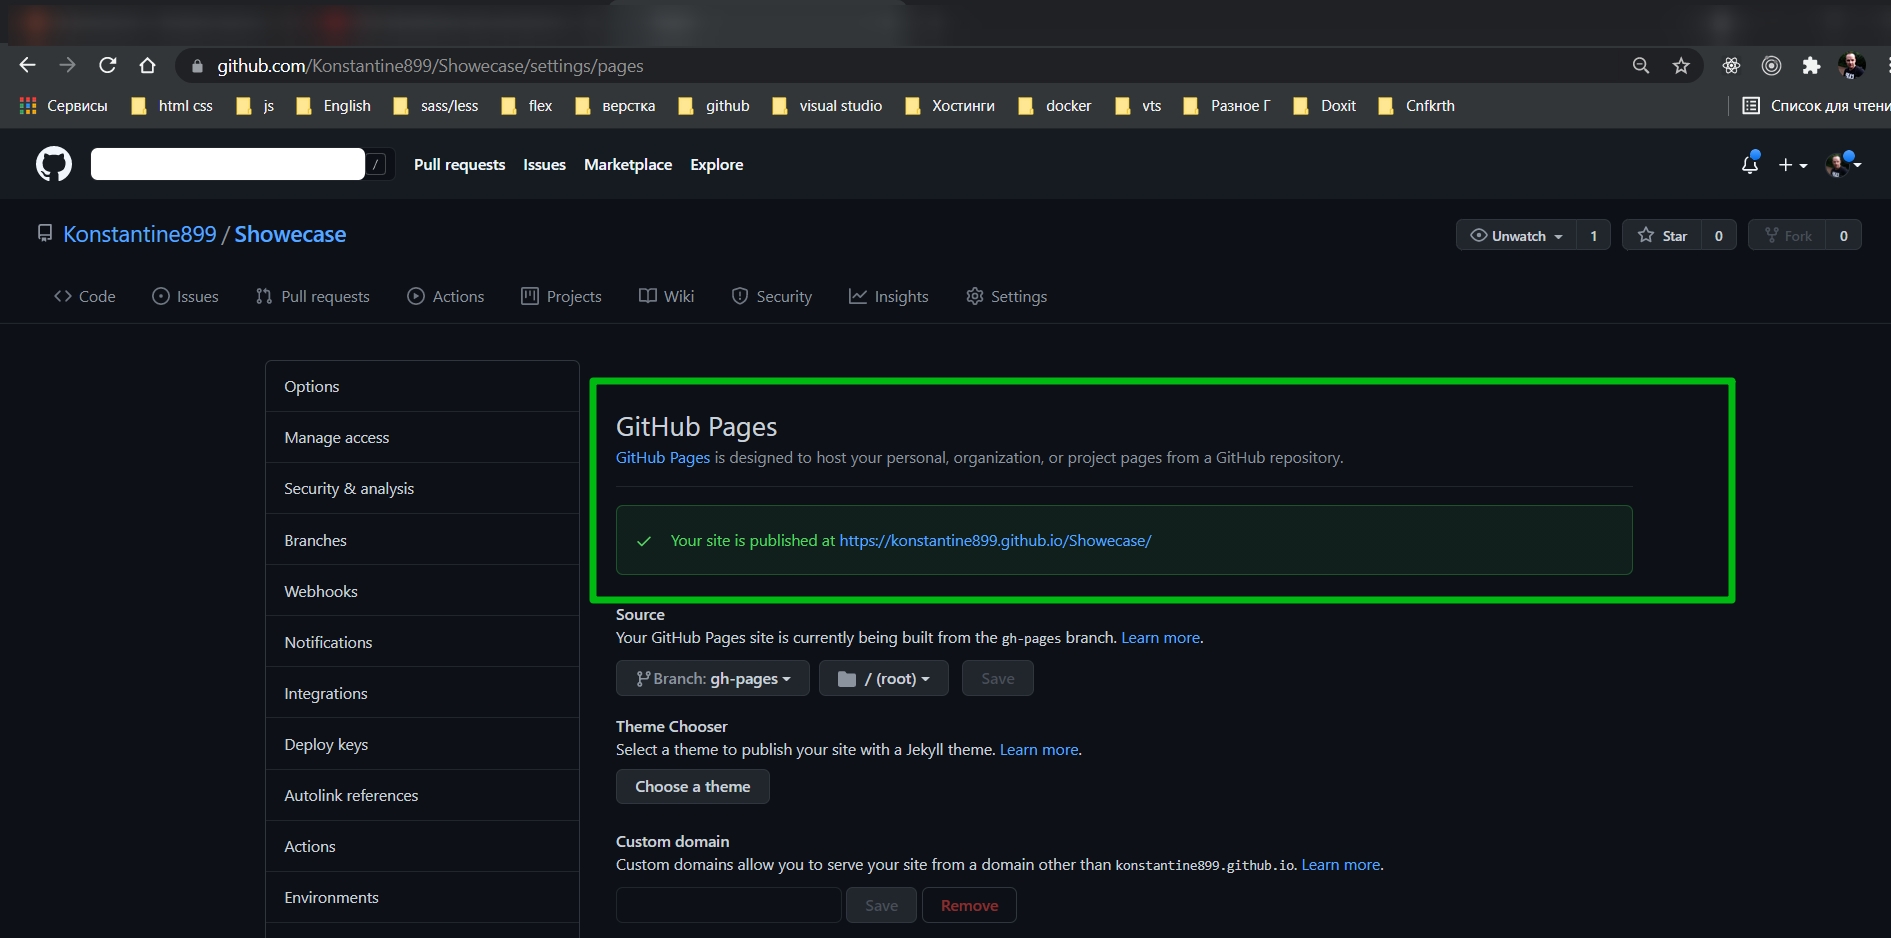 github.com/Konstantine899/Showecase/settings/pages
Сервисы html css js English sass/less flex верстка github visual studio Хостинги docker vts Разное Г Doxit Cnfkrth Список для чтени
/ Pull requests Issues Marketplace Explore
Konstantine899 / Showecase Unwatch 1 Star 0 Fork 0
Code Issues Pull requests Actions Projects Wiki Security Insights Settings
Options
Manage access
Security & analysis
Branches
Webhooks
Notifications
Integrations
Deploy keys
Autolink references
Actions
Environments
GitHub Pages
GitHub Pages is designed to host your personal, organization, or project pages from a GitHub repository.
Your site is published at https://konstantine899.github.io/Showecase/
Source
Your GitHub Pages site is currently being built from the gh-pages branch. Learn more.
Branch: gh-pages / (root) Save
Theme Chooser
Select a theme to publish your site with a Jekyll theme. Learn more.
Choose a theme
Custom domain
Custom domains allow you to serve your site from a domain other than konstantine899.github.io. Learn more.
Save Remove